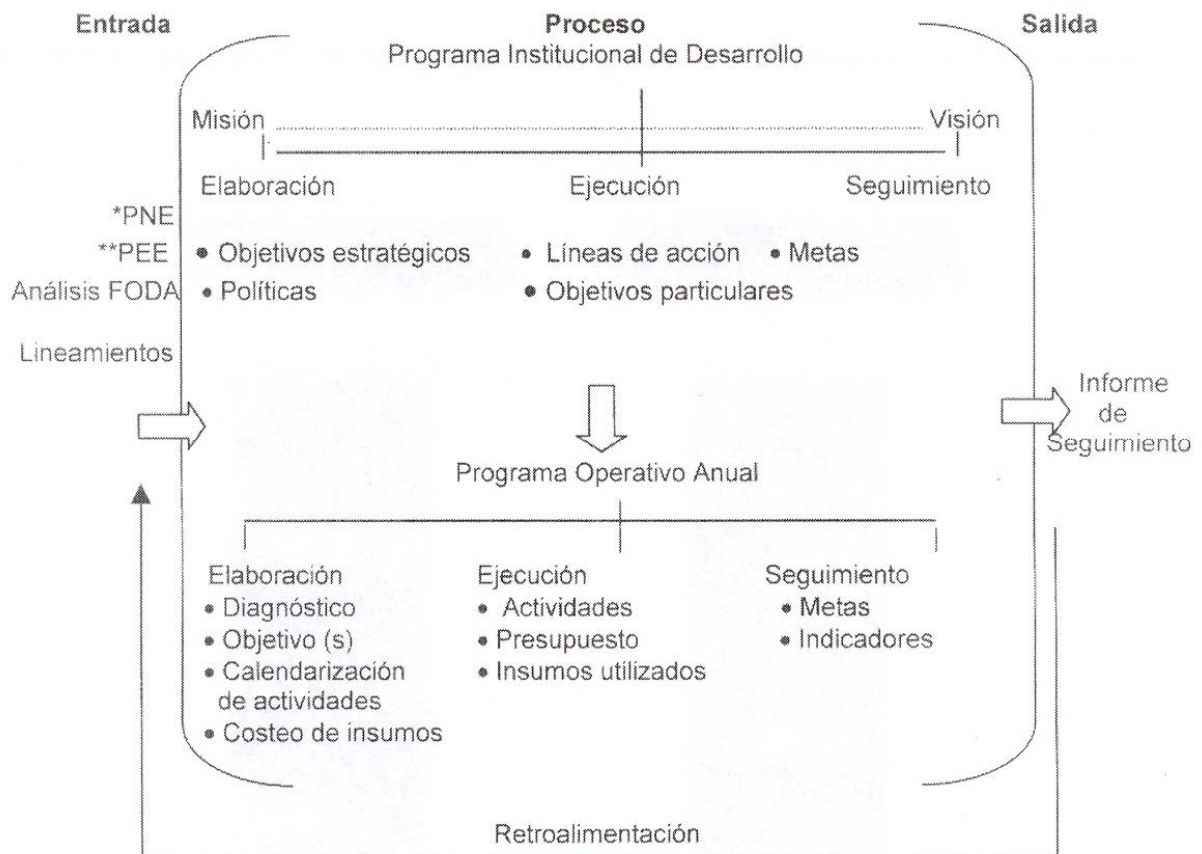 Entrada
Proceso
Salida
Programa Institucional de Desarrollo
Misión
Visión
Elaboración
Ejecución
Seguimiento
*PNE
**PEE
Análisis FODA
Lineamientos
• Objetivos estratégicos
• Políticas
• Líneas de acción
• Objetivos particulares
• Metas
Programa Operativo Anual
Elaboración
• Diagnóstico
• Objetivo (s)
• Calendarización
de actividades
• Costeo de insumos
Ejecución
• Actividades
• Presupuesto
• Insumos utilizados
Seguimiento
• Metas
• Indicadores
Informe
de
Seguimiento
Retroalimentación